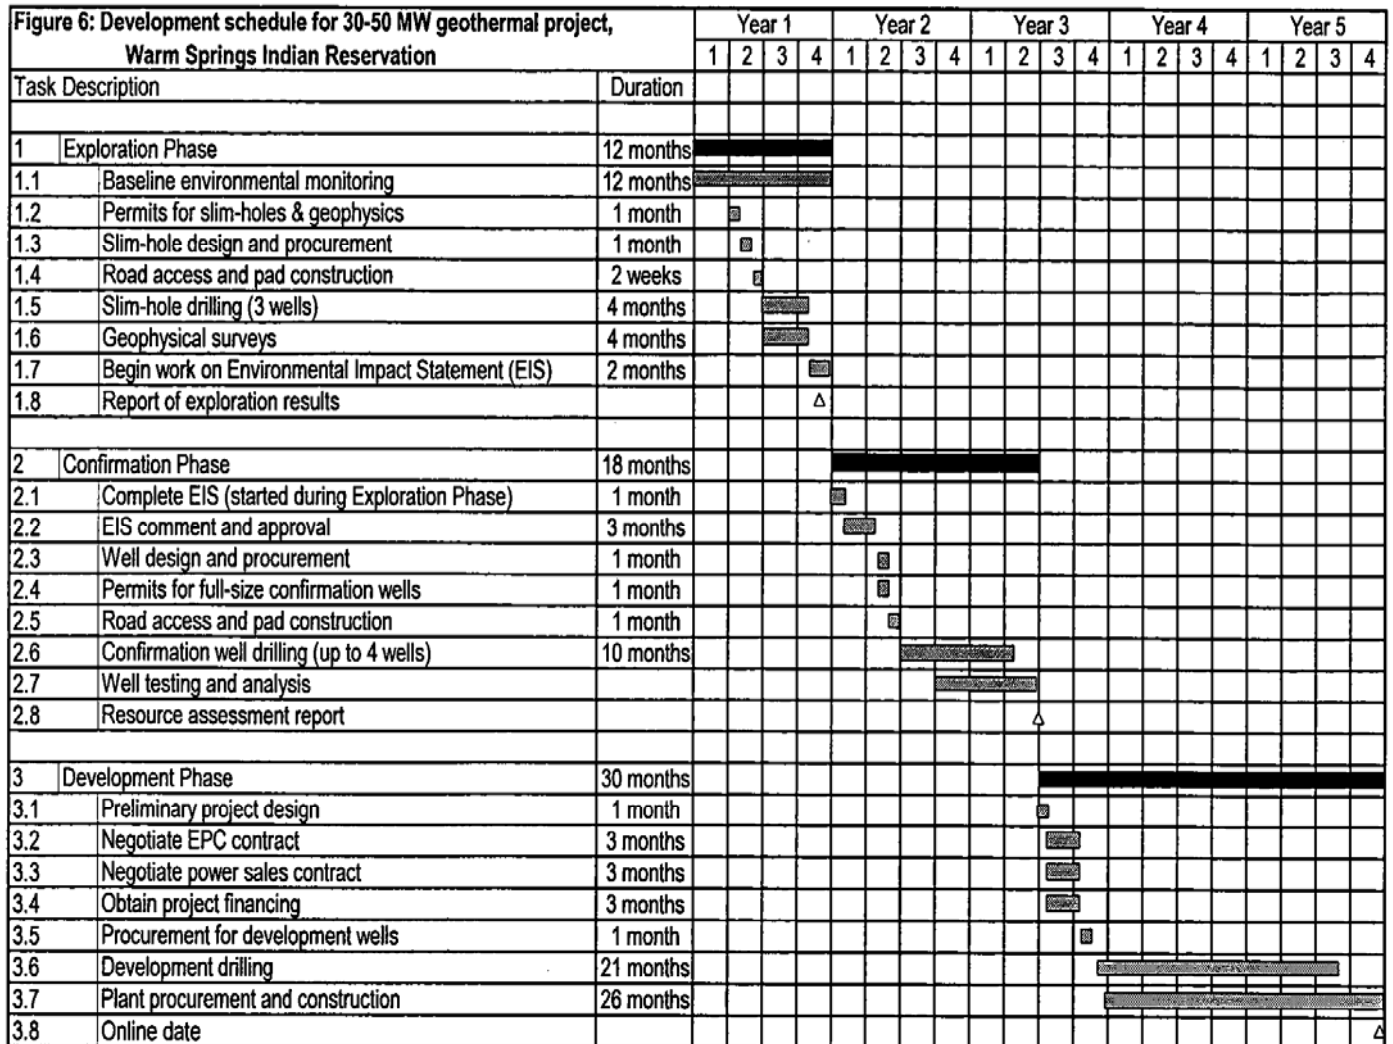 Figure 6: Development schedule for 30-50 MW geothermal project, Year 1 Year 2 Year 3 Year 4 Year 5
Warm Springs Indian Reservation 1 2 3 4 1 2 3 4 1 2 3 4 1 2 3 4 1 2 3 4
Task Description Duration
1 Exploration Phase 12 months
1.1 Baseline environmental monitoring 12 months
1.2 Permits for slim-holes & geophysics 1 month
1.3 Slim-hole design and procurement 1 month
1.4 Road access and pad construction 2 weeks
1.5 Slim-hole drilling (3 wells) 4 months
1.6 Geophysical surveys 4 months
1.7 Begin work on Environmental Impact Statement (EIS) 2 months
1.8 Report of exploration results
2 Confirmation Phase 18 months
2.1 Complete EIS (started during Exploration Phase) 1 month
2.2 EIS comment and approval 3 months
2.3 Well design and procurement 1 month
2.4 Permits for full-size confirmation wells 1 month
2.5 Road access and pad construction 1 month
2.6 Confirmation well drilling (up to 4 wells) 10 months
2.7 Well testing and analysis
2.8 Resource assessment report
3 Development Phase 30 months
3.1 Preliminary project design 1 month
3.2 Negotiate EPC contract 3 months
3.3 Negotiate power sales contract 3 months
3.4 Obtain project financing 3 months
3.5 Procurement for development wells 1 month
3.6 Development drilling 21 months
3.7 Plant procurement and construction 26 months
3.8 Online date